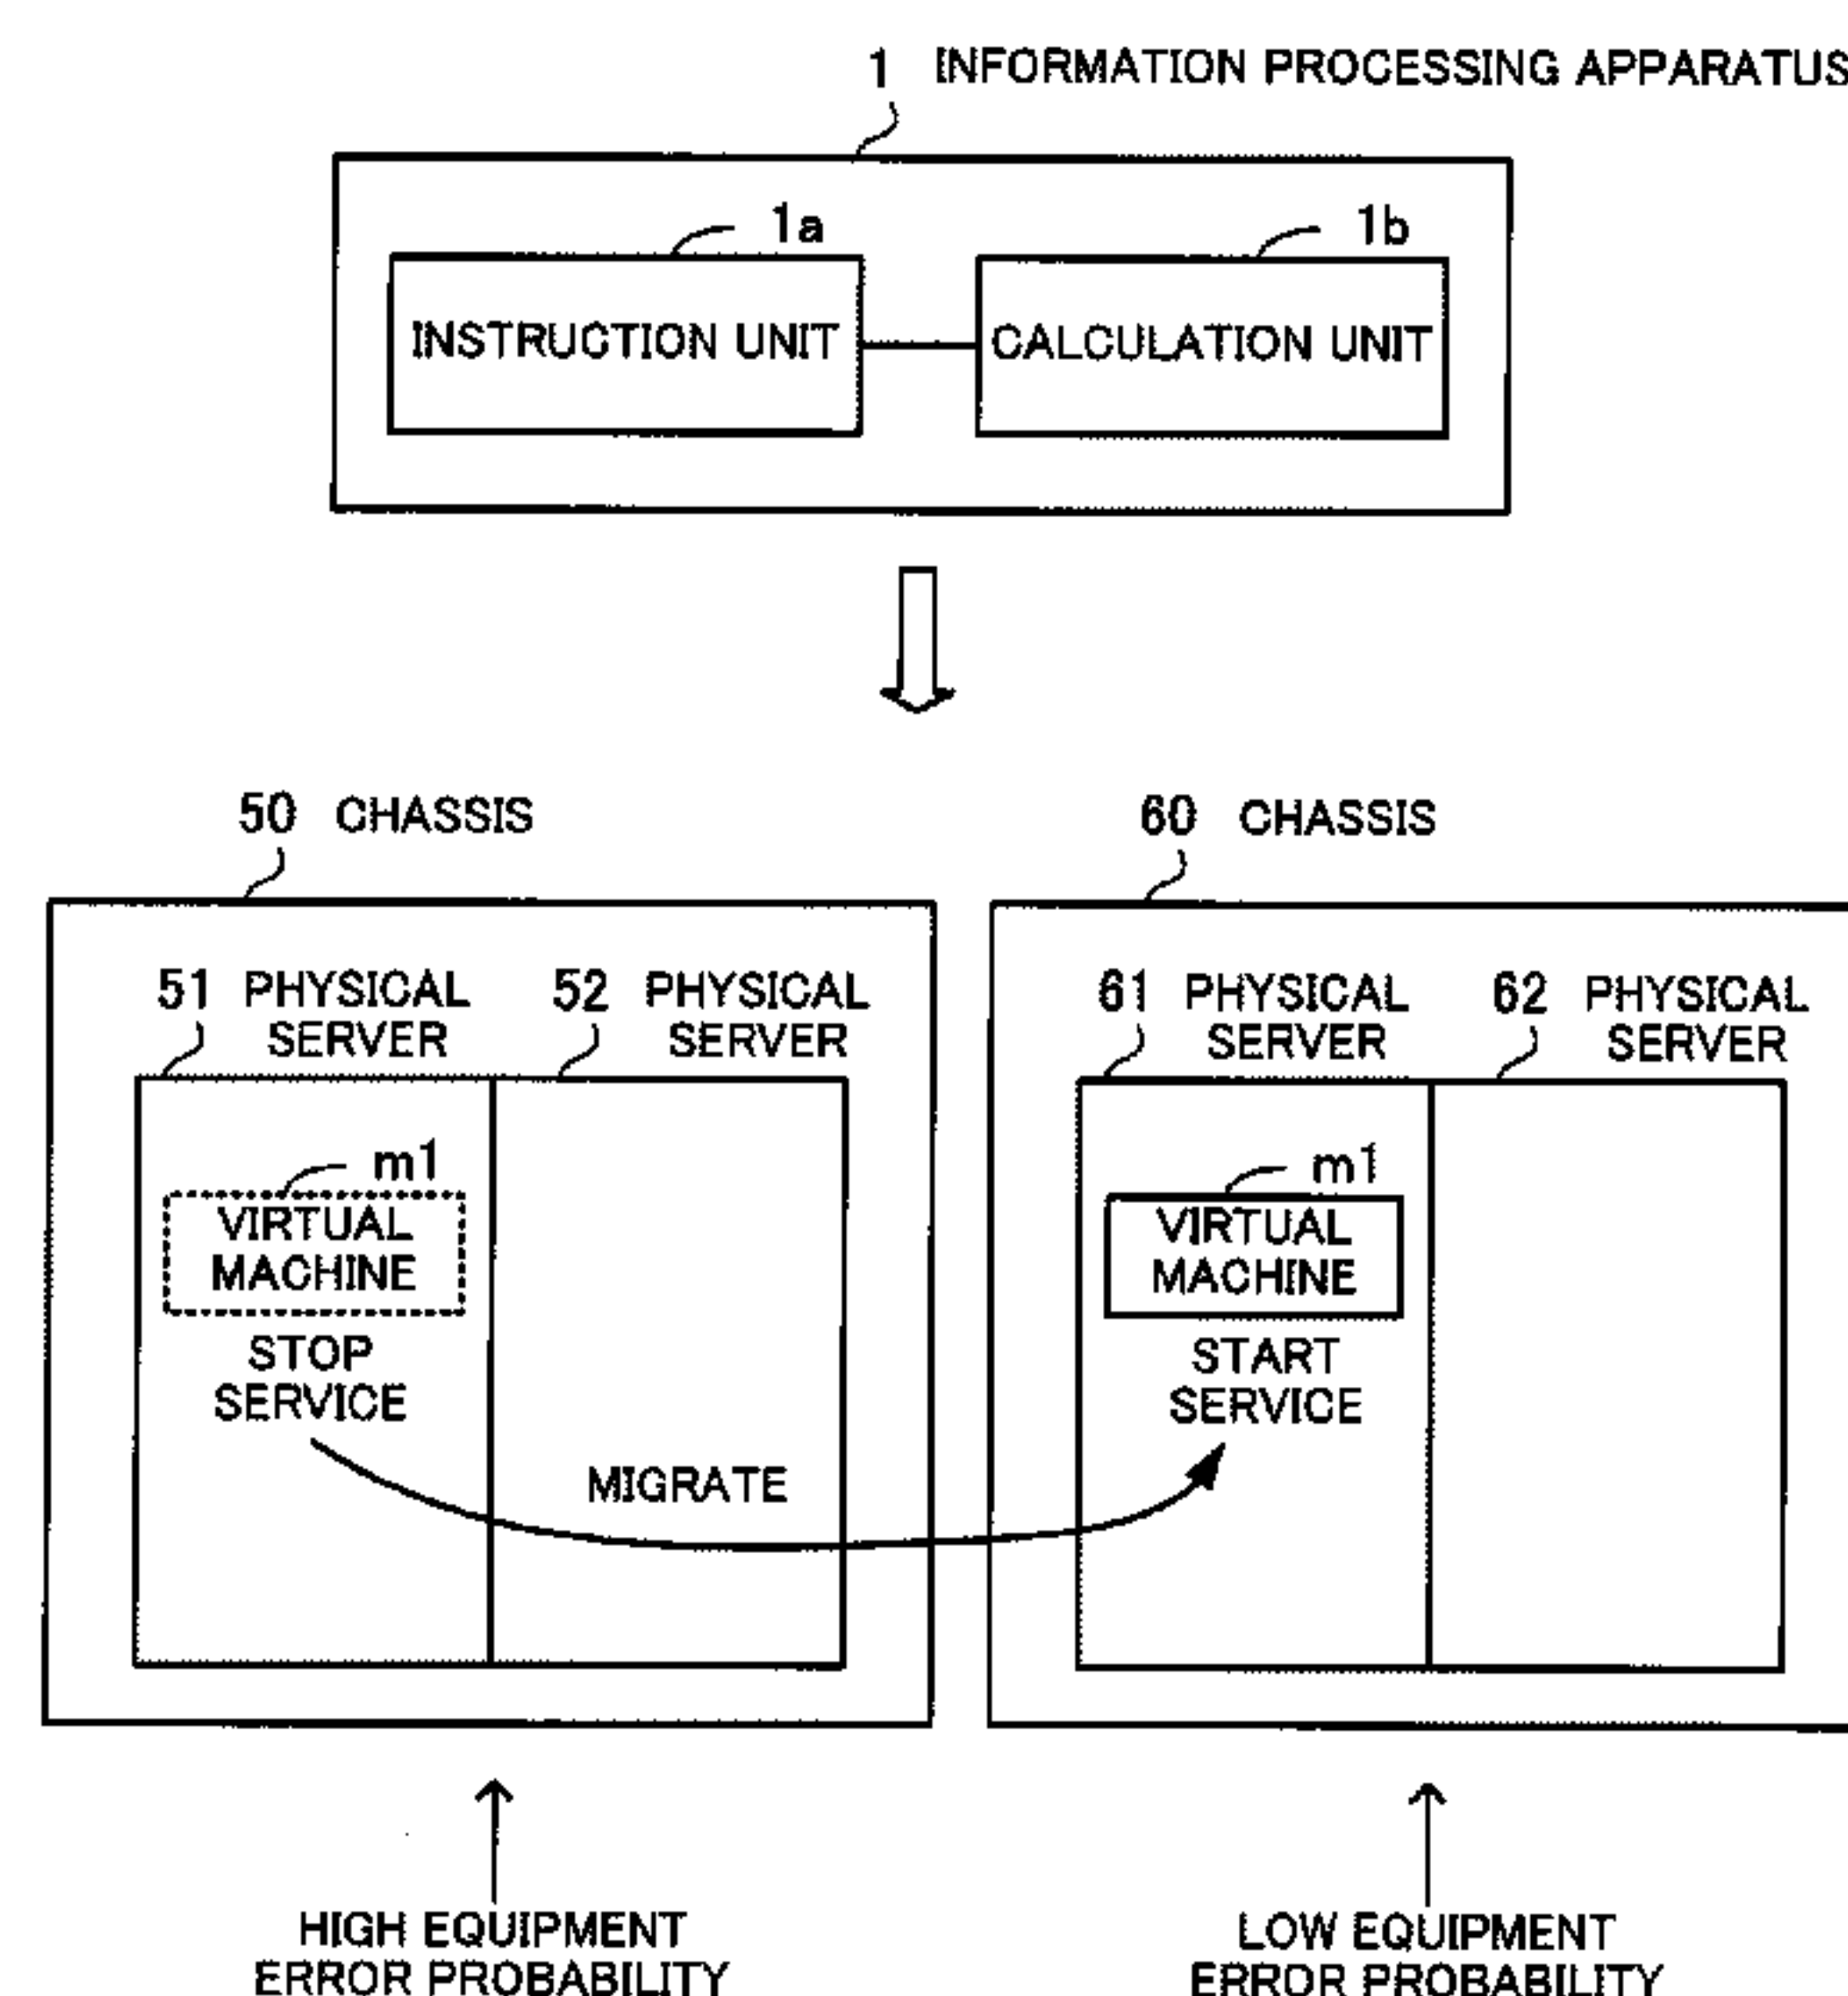 1 INFORMATION PROCESSING APPARATUS
1a
1b
INSTRUCTION UNIT
CALCULATION UNIT
50 CHASSIS
60 CHASSIS
51 PHYSICAL
SERVER
52 PHYSICAL
SERVER
61 PHYSICAL
SERVER
62 PHYSICAL
SERVER
m1
VIRTUAL
MACHINE
STOP
SERVICE
MIGRATE
m1
VIRTUAL
MACHINE
START
SERVICE
HIGH EQUIPMENT
ERROR PROBABILITY
LOW EQUIPMENT
ERROR PROBABILITY